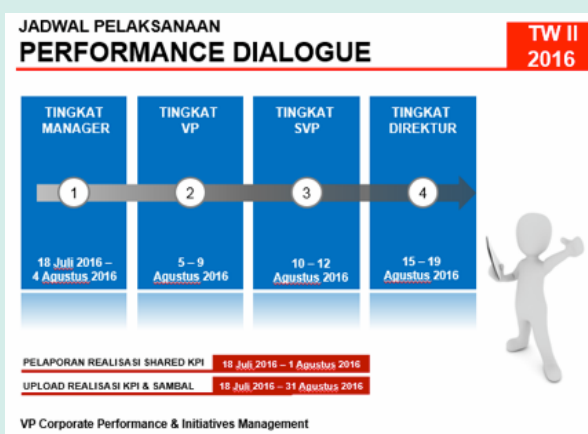 JADWAL PELAKSANAAN
PERFORMANCE DIALOGUE
TW II
2016
TINGKAT
MANAGER
1
18 Juli 2016 –
4 Agustus 2016
TINGKAT
VP
2
5 – 9
Agustus 2016
TINGKAT
SVP
3
10 – 12
Agustus 2016
TINGKAT
DIREKTUR
4
15 – 19
Agustus 2016
PELAPORAN REALISASI SHARED KPI 18 Juli 2016 – 1 Agustus 2016
UPLOAD REALISASI KPI & SAMBAL 18 Juli 2016 – 31 Agustus 2016
VP Corporate Performance & Initiatives Management